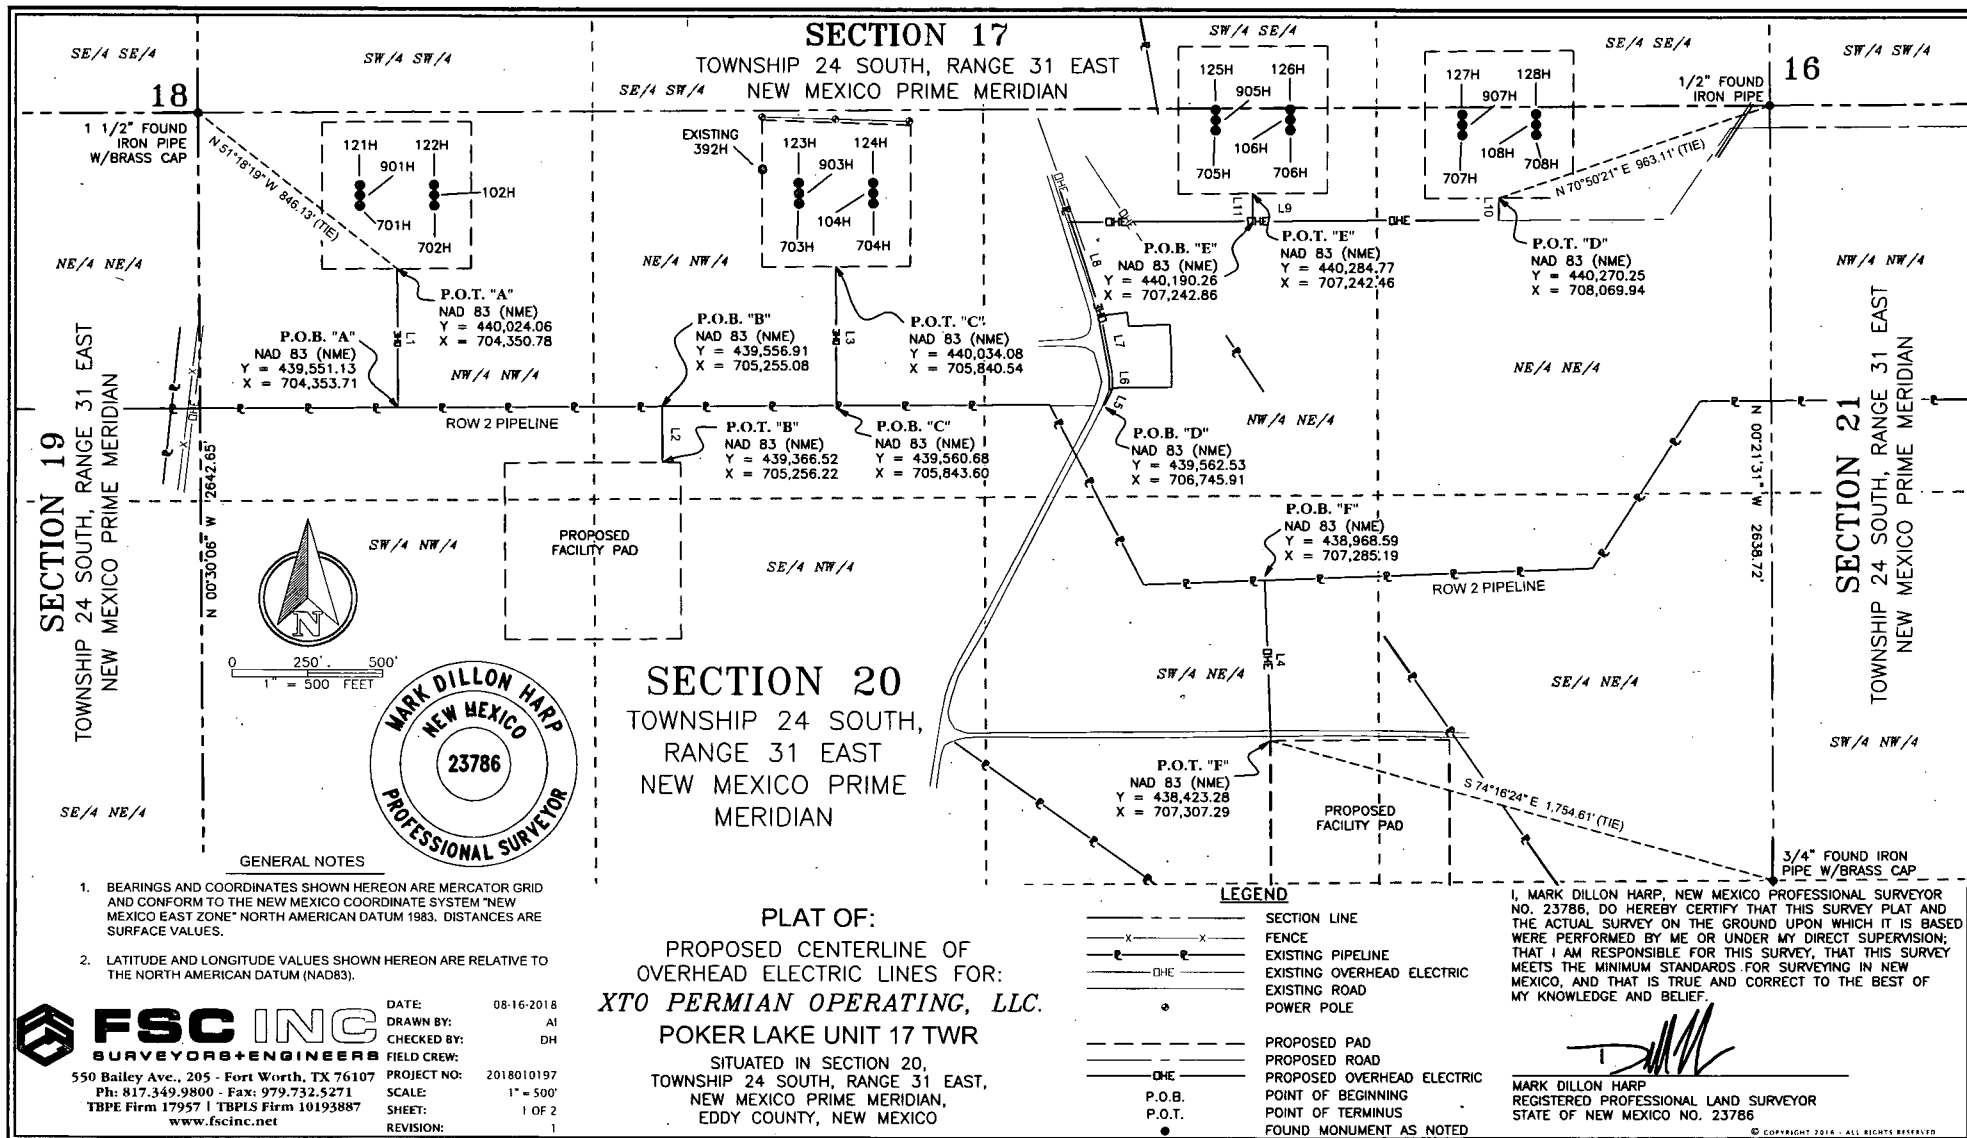 SECTION 17
TOWNSHIP 24 SOUTH, RANGE 31 EAST
NEW MEXICO PRIME MERIDIAN
SE/4 SE/4
SW/4 SW/4
SE/4 SW/4
SW/4 SE/4
SE/4 SE/4
SW/4 SW/4
18
16
1 1/2" FOUND
IRON PIPE
W/BRASS CAP
1/2" FOUND
IRON PIPE
N 51°18'19" W 846.13' (TIE)
N 70°50'21" E 963.11' (TIE)
121H
122H
901H
102H
701H
702H
EXISTING
392H
123H
124H
903H
104H
703H
704H
125H
126H
905H
106H
705H
706H
127H
128H
907H
108H
707H
708H
NE/4 NE/4
NE/4 NW/4
NW/4 NW/4
P.O.T. "A"
NAD 83 (NME)
Y = 440,024.06
X = 704,350.78
P.O.B. "A"
NAD 83 (NME)
Y = 439,551.13
X = 704,353.71
NW/4 NW/4
L1
OHE
P.O.B. "B"
NAD 83 (NME)
Y = 439,556.91
X = 705,255.08
L3
OHE
P.O.T. "C"
NAD 83 (NME)
Y = 440,034.08
X = 705,840.54
OHE
OHE
L8
OHE
OHE
OHE
OHE
L11
L9
L10
P.O.B. "E"
NAD 83 (NME)
Y = 440,190.26
X = 707,242.86
P.O.T. "E"
NAD 83 (NME)
Y = 440,284.77
X = 707,242.46
P.O.T. "D"
NAD 83 (NME)
Y = 440,270.25
X = 708,069.94
OHE
L7
L6
L5
NE/4 NE/4
NW/4 NE/4
ROW 2 PIPELINE
L2
P.O.T. "B"
NAD 83 (NME)
Y = 439,366.52
X = 705,256.22
P.O.B. "C"
NAD 83 (NME)
Y = 439,560.68
X = 705,843.60
P.O.B. "D"
NAD 83 (NME)
Y = 439,562.53
X = 706,745.91
SECTION 19
TOWNSHIP 24 SOUTH, RANGE 31 EAST
NEW MEXICO PRIME MERIDIAN
OHE
N 00°30'06" W 2642.65'
N 00°21'31" W 2638.72'
SECTION 21
TOWNSHIP 24 SOUTH, RANGE 31 EAST
NEW MEXICO PRIME MERIDIAN
P.O.B. "F"
NAD 83 (NME)
Y = 438,968.59
X = 707,285.19
SW/4 NW/4
PROPOSED
FACILITY PAD
SE/4 NW/4
ROW 2 PIPELINE
N
0 250' 500'
1" = 500 FEET
MARK DILLON HARP
NEW MEXICO
23786
PROFESSIONAL SURVEYOR
SECTION 20
TOWNSHIP 24 SOUTH,
RANGE 31 EAST
NEW MEXICO PRIME
MERIDIAN
L4
OHE
SW/4 NE/4
SE/4 NE/4
SW/4 NW/4
SE/4 NE/4
P.O.T. "F"
NAD 83 (NME)
Y = 438,423.28
X = 707,307.29
PROPOSED
FACILITY PAD
S 74°16'24" E 1,754.61' (TIE)
3/4" FOUND IRON
PIPE W/BRASS CAP
GENERAL NOTES
1. BEARINGS AND COORDINATES SHOWN HEREON ARE MERCATOR GRID
AND CONFORM TO THE NEW MEXICO COORDINATE SYSTEM "NEW
MEXICO EAST ZONE" NORTH AMERICAN DATUM 1983. DISTANCES ARE
SURFACE VALUES.
2. LATITUDE AND LONGITUDE VALUES SHOWN HEREON ARE RELATIVE TO
THE NORTH AMERICAN DATUM (NAD83).
FSC INC
SURVEYORS+ENGINEERS
550 Bailey Ave., 205 - Fort Worth, TX 76107
Ph: 817.349.9800 - Fax: 979.732.5271
TBPE Firm 17957 | TBPLS Firm 10193887
www.fscinc.net
DATE: 08-16-2018
DRAWN BY: AI
CHECKED BY: DH
FIELD CREW:
PROJECT NO: 2018010197
SCALE: 1" = 500'
SHEET: 1 OF 2
REVISION: 1
PLAT OF:
PROPOSED CENTERLINE OF
OVERHEAD ELECTRIC LINES FOR:
XTO PERMIAN OPERATING, LLC.
POKER LAKE UNIT 17 TWR
SITUATED IN SECTION 20,
TOWNSHIP 24 SOUTH, RANGE 31 EAST,
NEW MEXICO PRIME MERIDIAN,
EDDY COUNTY, NEW MEXICO
LEGEND
SECTION LINE
X X FENCE
EXISTING PIPELINE
OHE EXISTING OVERHEAD ELECTRIC
EXISTING ROAD
POWER POLE
PROPOSED PAD
PROPOSED ROAD
OHE PROPOSED OVERHEAD ELECTRIC
P.O.B. POINT OF BEGINNING
P.O.T. POINT OF TERMINUS
FOUND MONUMENT AS NOTED
I, MARK DILLON HARP, NEW MEXICO PROFESSIONAL SURVEYOR
NO. 23786, DO HEREBY CERTIFY THAT THIS SURVEY PLAT AND
THE ACTUAL SURVEY ON THE GROUND UPON WHICH IT IS BASED
WERE PERFORMED BY ME OR UNDER MY DIRECT SUPERVISION;
THAT I AM RESPONSIBLE FOR THIS SURVEY, THAT THIS SURVEY
MEETS THE MINIMUM STANDARDS FOR SURVEYING IN NEW
MEXICO, AND THAT IS TRUE AND CORRECT TO THE BEST OF
MY KNOWLEDGE AND BELIEF.
MARK DILLON HARP
REGISTERED PROFESSIONAL LAND SURVEYOR
STATE OF NEW MEXICO NO. 23786
© COPYRIGHT 2016 - ALL RIGHTS RESERVED